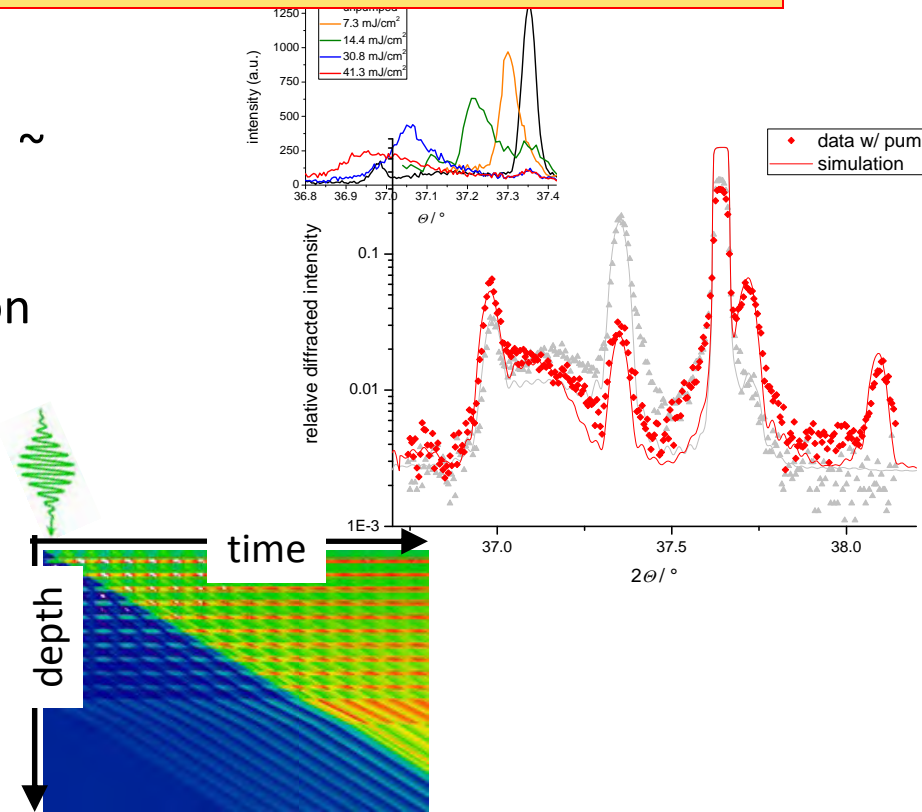 1250
1000
750
500
250
0
intensity (a.u.)
7.3 mJ/cm²
14.4 mJ/cm²
30.8 mJ/cm²
41.3 mJ/cm²
36.8 36.9 37.0 37.1 37.2 37.3 37.4
Θ / °
~
on
data w/ pum
simulation
relative diffracted intensity
0.1
0.01
1E-3
37.0 37.5 38.0
2Θ / °
time
depth